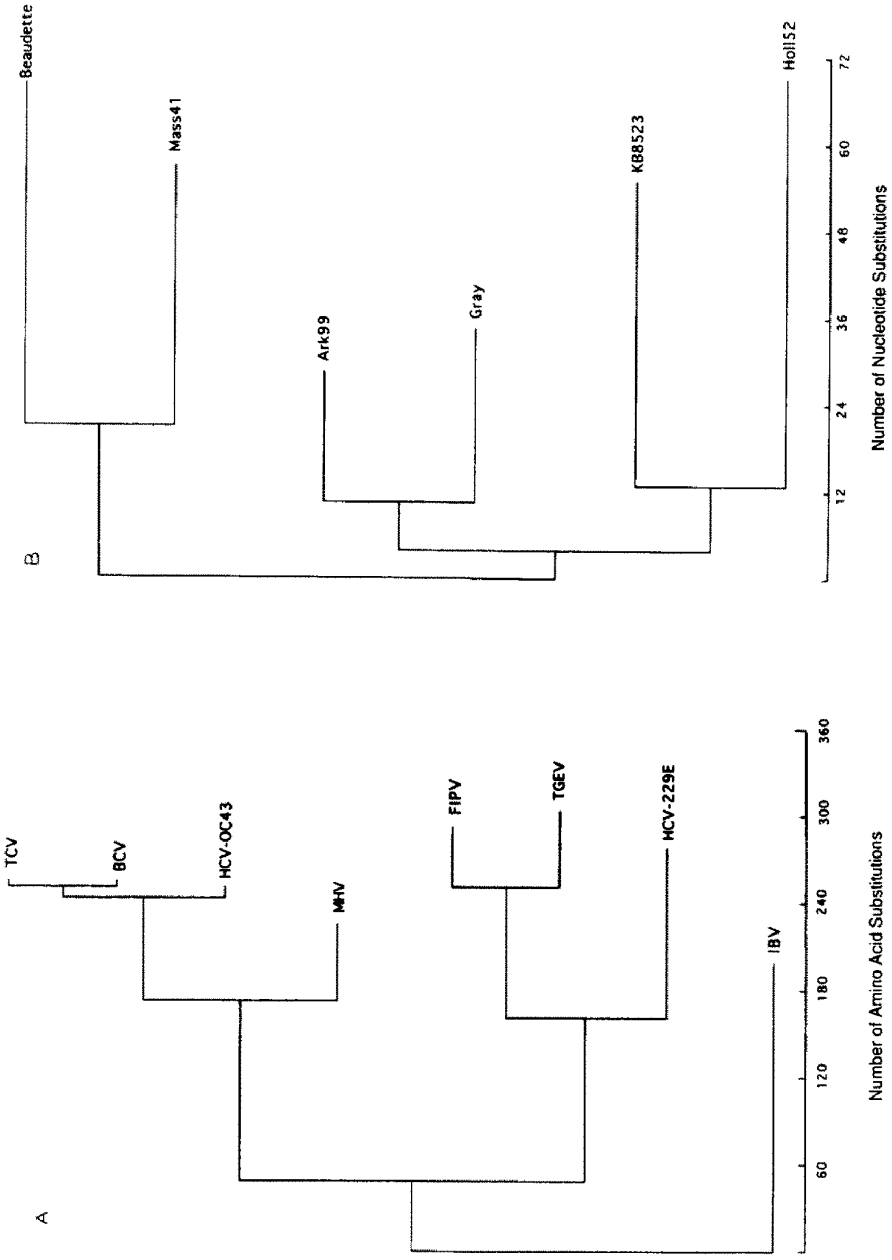 A
TCV
BCV
HCV-OC43
MHV
FIPV
TGEV
HCV-229E
IBV
60
120
180
240
300
360
Number of Amino Acid Substitutions
B
Beaudette
Mass41
Ark99
Gray
KB8523
Holl52
12
24
36
48
60
72
Number of Nucleotide Substitutions